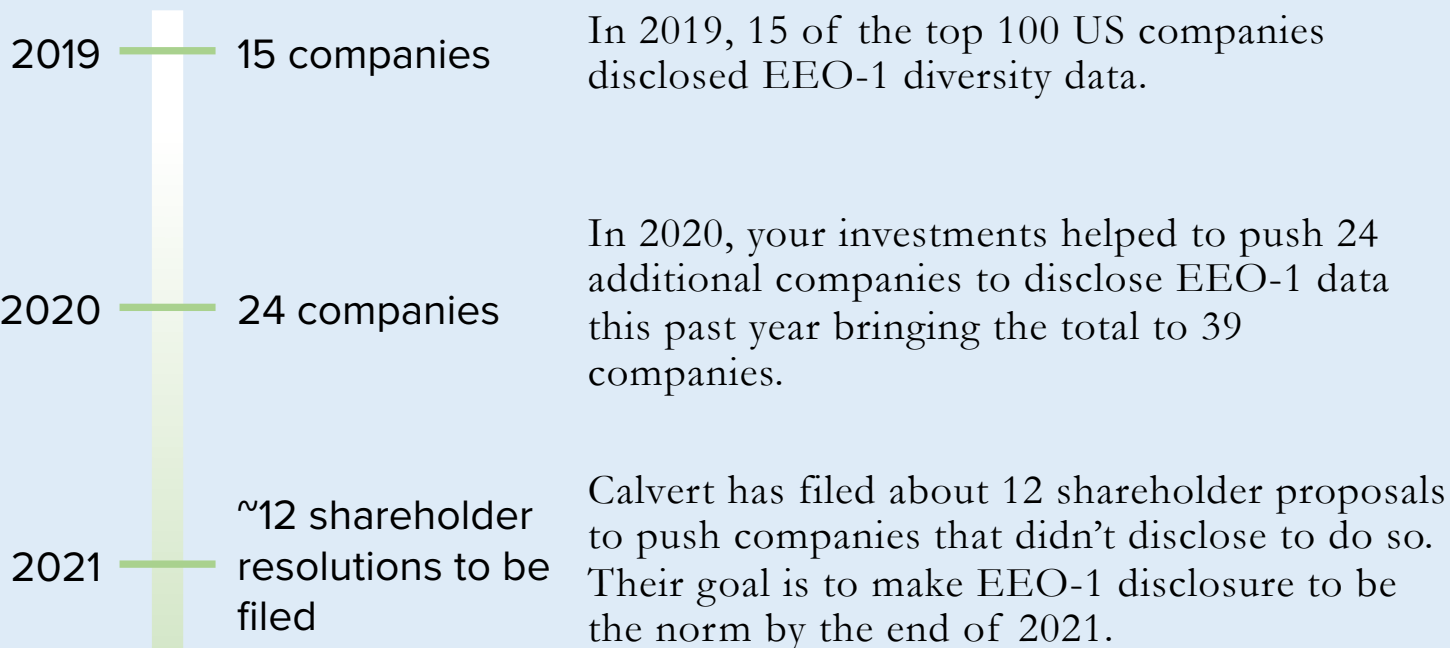 2019
15 companies
In 2019, 15 of the top 100 US companies
disclosed EEO-1 diversity data.
2020
24 companies
In 2020, your investments helped to push 24
additional companies to disclose EEO-1 data
this past year bringing the total to 39
companies.
2021
~12 shareholder
resolutions to be
filed
Calvert has filed about 12 shareholder proposals
to push companies that didn’t disclose to do so.
Their goal is to make EEO-1 disclosure to be
the norm by the end of 2021.